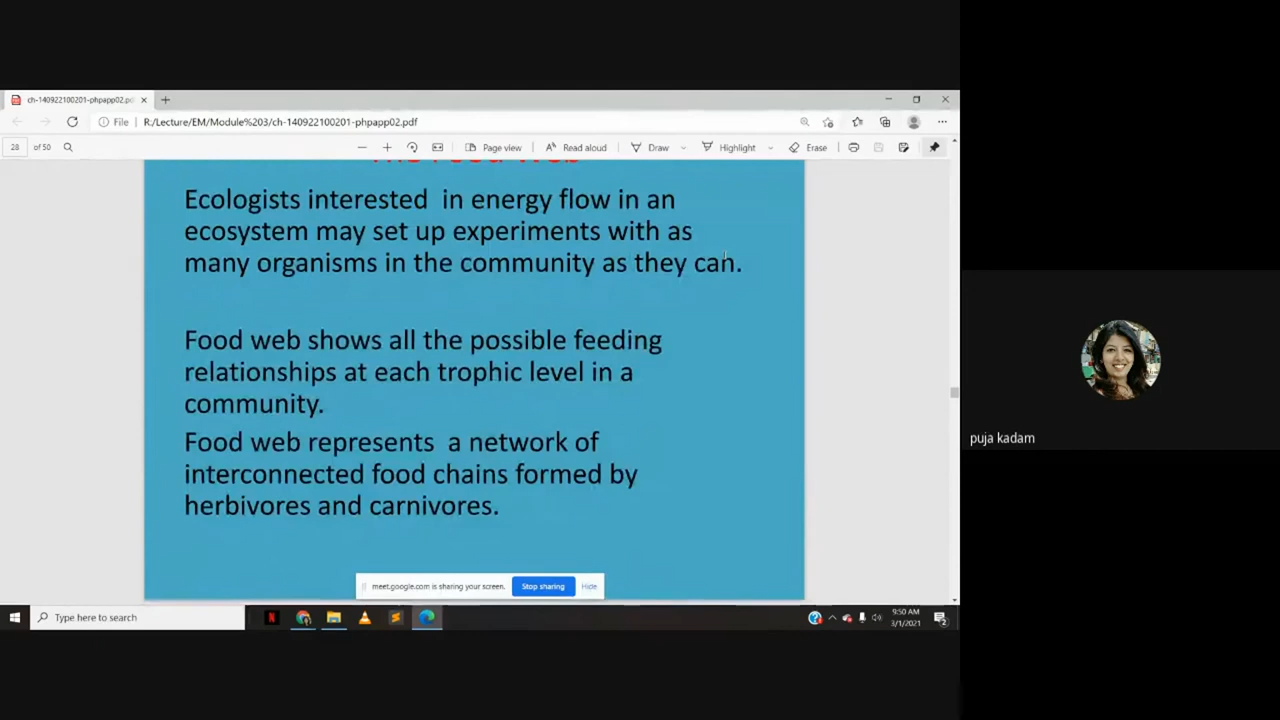 ch-140922100201-phpapp02.pd
File
R:/Lecture/EM/Module%203/ch-140922100201-phpapp02.pdf
28 of 50
Page view
Read aloud
Draw
Highlight
Erase
The Food Web
Ecologists interested in energy flow in an
ecosystem may set up experiments with as
many organisms in the community as they can.
Food web shows all the possible feeding
relationships at each trophic level in a
community.
Food web represents a network of
interconnected food chains formed by
herbivores and carnivores.
puja kadam
meet.google.com is sharing your screen.
Stop sharing
Hide
Type here to search
9:50 AM
3/1/2021